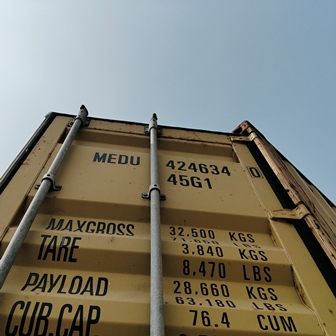 MEDU 424634 0
45G1
MAXGROSS 32.500 KGS
LBS
TARE 3.840 KGS
8.470 LBS
PAYLOAD 28.660 KGS
63.180 LBS
CUB.CAP. 76.4 CUM